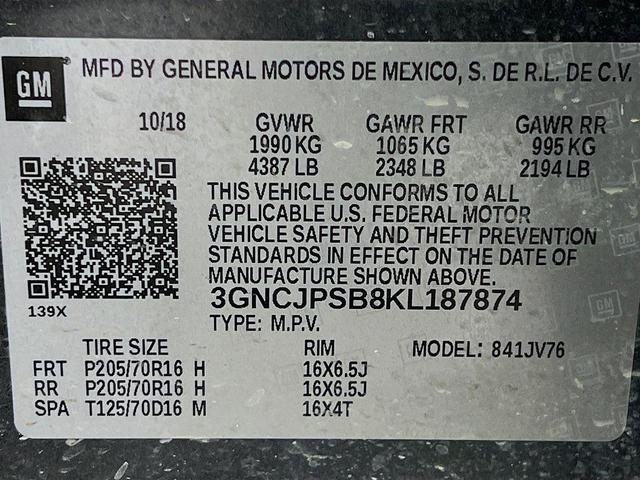 GM MFD BY GENERAL MOTORS DE MEXICO, S. DE R.L. DE C.V.
10/18 GVWR GAWR FRT GAWR RR
1990 KG 1065 KG 995 KG
4387 LB 2348 LB 2194 LB
THIS VEHICLE CONFORMS TO ALL
APPLICABLE U.S. FEDERAL MOTOR
VEHICLE SAFETY AND THEFT PREVENTION
STANDARDS IN EFFECT ON THE DATE OF
MANUFACTURE SHOWN ABOVE.
3GNCJPSB8KL187874
139X
TYPE: M.P.V.
TIRE SIZE RIM MODEL: 841JV76
FRT P205/70R16 H 16X6.5J
RR P205/70R16 H 16X6.5J
SPA T125/70D16 M 16X4T